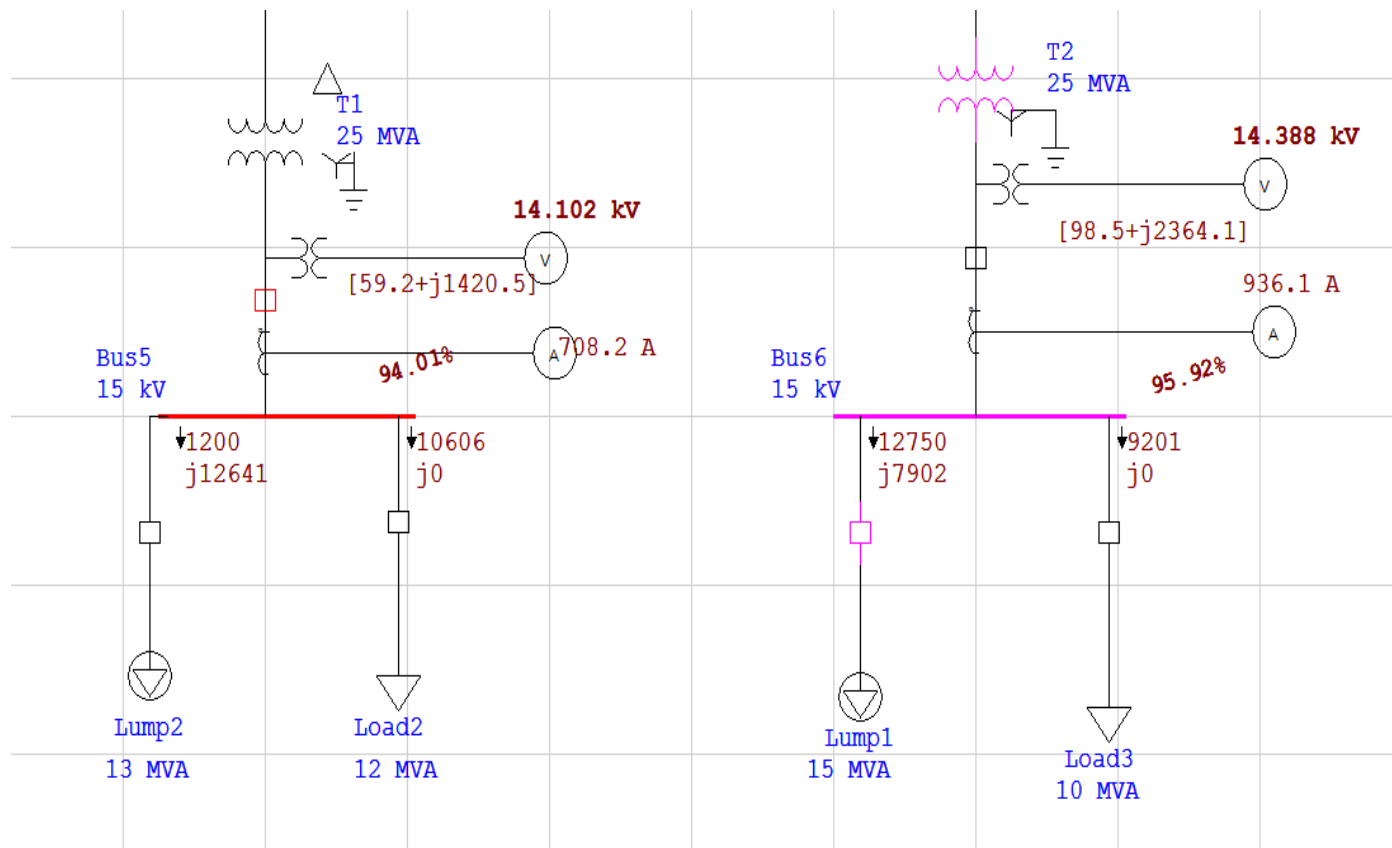 T1
25 MVA
14.102 kV
V
[59.2+j1420.5]
A
708.2 A
94.01%
Bus5
15 kV
1200
j12641
10606
j0
Lump2
13 MVA
Load2
12 MVA
T2
25 MVA
14.388 kV
V
[98.5+j2364.1]
936.1 A
A
95.92%
Bus6
15 kV
12750
j7902
9201
j0
Lump1
15 MVA
Load3
10 MVA